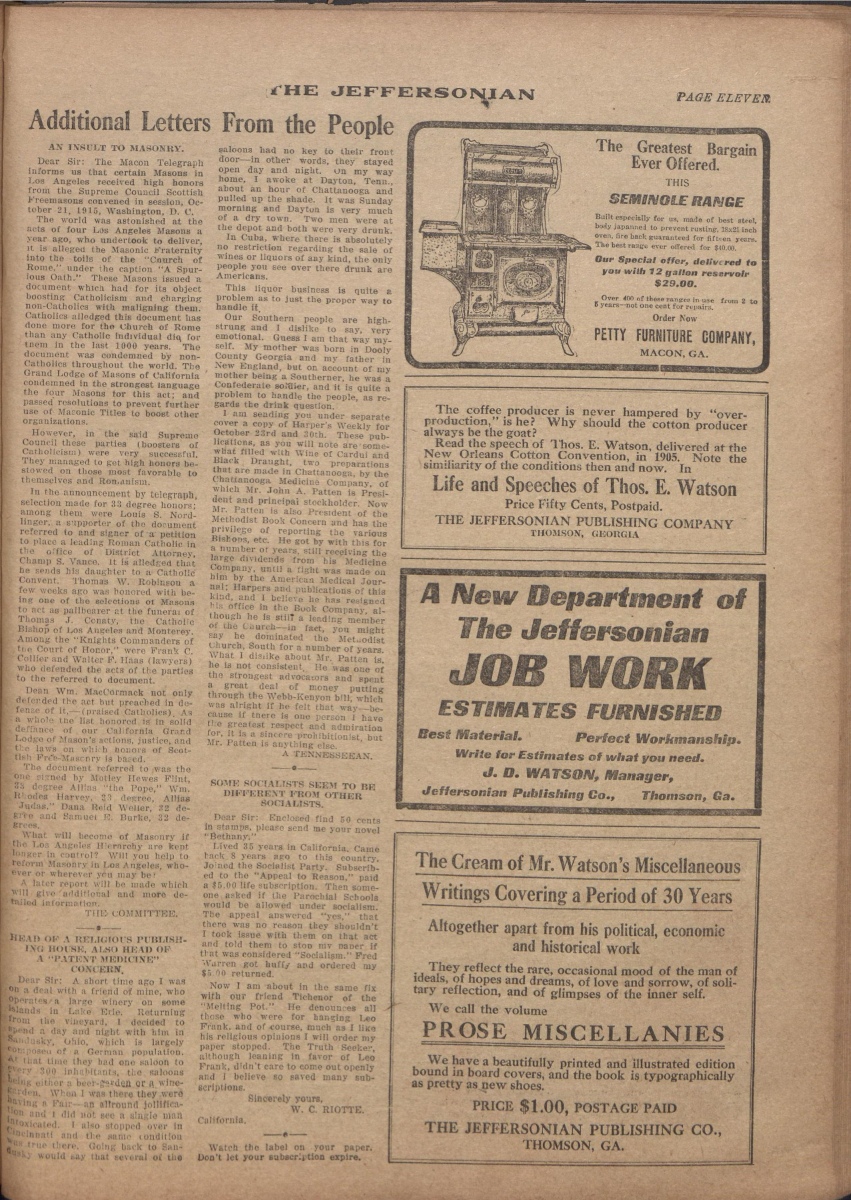 THE JEFFERSONIAN
PAGE ELEVEN
Additional Letters From the People
AN INSULT TO MASONRY.
Dear Sir: The Macon Telegraph
informs us that certain Masons in
Los Angeles received high honors
from the Supreme Council Scottish
Freemasons convened in session, Oc-
tober 21, 1915, Washington, D. C.
The world was astonished at the
acts of four Los Angeles Masons a
year ago, who undertook to deliver,
it is alleged the Masonic Fraternity
into the toils of the "Church of
Rome," under the caption "A Spur-
ious Oath." These Masons issued a
document which had for its object
boosting Catholicism and charging
non-Catholics with maligning them.
Catholics alledged this document has
done more for the Church of Rome
than any Catholic individual did for
them in the last 1000 years. The
document was condemned by non-
Catholics throughout the world. The
Grand Lodge of Masons of California
condemned in the strongest language
the four Masons for this act; and
passed resolutions to prevent further
use of Masonic Titles to boost other
organizations.
However, in the said Supreme
Council these parties (boosters of
Catholicism) were very successful.
They managed to get high honors be-
stowed on those most favorable to
themselves and Romanism.
In the announcement by telegraph,
selection made for 33 degree honors;
among them were Louis S. Nord-
linger, a supporter of the document
referred to and signer of a petition
to place a leading Roman Catholic in
the office of District Attorney,
Champ S. Vance. It is alledged that
he sends his daughter to a Catholic
Convent. Thomas W. Robinson a
few weeks ago was honored with be-
ing one of the selections of Masons
to act as pallbearer at the funeral of
Thomas J. Conaty, the Catholic
Bishop of Los Angeles and Monterey.
Among the "Knights Commanders of
the Court of Honor," were Frank C.
Collier and Walter F. Haas (lawyers)
who defended the acts of the parties
to the referred to document.
Dean Wm. MacCormack not only
defended the act but preached in de-
fense of it,—(praised Catholics). As
a whole the list honored is in solid
defiance of our California Grand
Lodge of Mason's actions, justice, and
the laws on which honors of Scot-
tish Free-Masonry is based.
The document referred to was the
one signed by Motley Hewes Flint,
33 degree Allias "the Pope," Wm.
Rhodes Harvey, 33 degree, Allias
Judas." Dana Reid Weller, 32 de-
gree and Samuel E. Burke, 32 de-
grees.
What will become of Masonry if
the Los Angeles Hierarchy are kept
longer in control? Will you help to
reform Masonry in Los Angeles, who-
ever or wherever you may be?
A later report will be made which
will give additional and more de-
tailed information.
THE COMMITTEE.
HEAD OF A RELIGIOUS PUBLISH-
ING HOUSE, ALSO HEAD OF
A "PATENT MEDICINE"
CONCERN.
Dear Sir: A short time ago I was
on a deal with a friend of mine, who
operates a large winery on some
islands in Lake Erie. Returning
from the vineyard, I decided to
spend a day and night with him in
Sandusky, Ohio, which is largely
composed of a German population.
At that time they had one saloon to
every 300 inhabitants, the saloons
being either a beer-garden or a wine-
garden. When I was there they were
having a Fair—an allround jollifica-
tion and I did not see a single man
intoxicated. I also stopped over in
Cincinnati and the same condition
was true there. Going back to San-
dusky would say that several of the
saloons had no key to their front
door—in other words, they stayed
open day and night. On my way
home, I awoke at Dayton, Tenn.,
about an hour of Chattanooga and
pulled up the shade. It was Sunday
morning and Dayton is very much
of a dry town. Two men were at
the depot and both were very drunk.
In Cuba, where there is absolutely
no restriction regarding the sale of
wines or liquors of any kind, the only
people you see over there drunk are
Americans.
This liquor business is quite a
problem as to just the proper way to
handle it.
Our Southern people are high-
strung and I dislike to say, very
emotional. Guess I am that way my-
self. My mother was born in Dooly
County Georgia and my father in
New England, but on account of my
mother being a Southerner, he was a
Confederate soldier, and it is quite a
problem to handle the people, as re-
gards the drink question.
I am sending you under separate
cover a copy of Harper's Weekly for
October 23rd and 30th. These pub-
lications, as you will note are some-
what filled with Wine of Cardui and
Black Draught, two preparations
that are made in Chattanooga, by the
Chattanooga Medicine Company, of
which Mr. John A. Patten is Presi-
dent and principal stockholder. Now
Mr. Patten is also President of the
Methodist Book Concern and has the
privilege of reporting the various
Bishops, etc. He got by with this for
a number of years, still receiving the
large dividends from his Medicine
Company, until a fight was made on
him by the American Medical Jour-
nal; Harpers and publications of this
kind, and I believe he has resigned
his office in the Book Company, al-
though he is still a leading member
of the Church—in fact, you might
say he dominated the Methodist
Church, South for a number of years.
What I dislike about Mr. Patten is,
he is not consistent. He was one of
the strongest advocators and spent
a great deal of money putting
through the Webb-Kenyon bill, which
was alright if he felt that way—be-
cause if there is one person I have
the greatest respect and admiration
for, it is a sincere prohibitionist, but
Mr. Patten is anything else.
A TENNESSEEAN.
SOME SOCIALISTS SEEM TO BE
DIFFERENT FROM OTHER
SOCIALISTS.
Dear Sir: Enclosed find 50 cents
in stamps, please send me your novel
"Bethany."
Lived 35 years in California. Came
back 8 years ago to this country.
Joined the Socialist Party. Subscrib-
ed to the "Appeal to Reason," paid
a $5.00 life subscription. Then some-
one asked if the Parochial Schools
would be allowed under socialism.
The appeal answered "yes," that
there was no reason they shouldn't
I took issue with them on that act
and told them to stop my paper if
that was considered "Socialism." Fred
Warren got huffy and ordered my
$5.00 returned.
Now I am about in the same fix
with our friend Tichenor of the
"Melting Pot." He denounces all
those who were for hanging Leo
Frank, and of course, much as I like
his religious opinions I will order my
paper stopped. The Truth Seeker,
although leaning in favor of Leo
Frank, didn't care to come out openly
and I believe so saved many sub-
scriptions.
Sincerely yours,
W. C. RIOTTE.
California.
Watch the label on your paper.
Don't let your subscription expire.
The Greatest Bargain
Ever Offered.
THIS
SEMINOLE RANGE
Built especially for us, made of best steel,
body japanned to prevent rusting, 18x21 inch
oven, fire back guaranteed for fifteen years.
The best range ever offered for $40.00.
Our Special offer, delivered to
you with 12 gallon reservoir
$29.00.
Over 400 of these ranges in use from 2 to
5 years—not one cent for repairs.
Order Now
PETTY FURNITURE COMPANY,
MACON, GA.
The coffee producer is never hampered by "over-
production," is he? Why should the cotton producer
always be the goat?
Read the speech of Thos. E. Watson, delivered at the
New Orleans Cotton Convention, in 1905. Note the
similiarity of the conditions then and now. In
Life and Speeches of Thos. E. Watson
Price Fifty Cents, Postpaid.
THE JEFFERSONIAN PUBLISHING COMPANY
THOMSON, GEORGIA
A New Department of
The Jeffersonian
JOB WORK
ESTIMATES FURNISHED
Best Material. Perfect Workmanship.
Write for Estimates of what you need.
J. D. WATSON, Manager,
Jeffersonian Publishing Co., Thomson, Ga.
The Cream of Mr. Watson's Miscellaneous
Writings Covering a Period of 30 Years
Altogether apart from his political, economic
and historical work
They reflect the rare, occasional mood of the man of
ideals, of hopes and dreams, of love and sorrow, of soli-
tary reflection, and of glimpses of the inner self.
We call the volume
PROSE MISCELLANIES
We have a beautifully printed and illustrated edition
bound in board covers, and the book is typographically
as pretty as new shoes.
PRICE $1.00, POSTAGE PAID
THE JEFFERSONIAN PUBLISHING CO.,
THOMSON, GA.